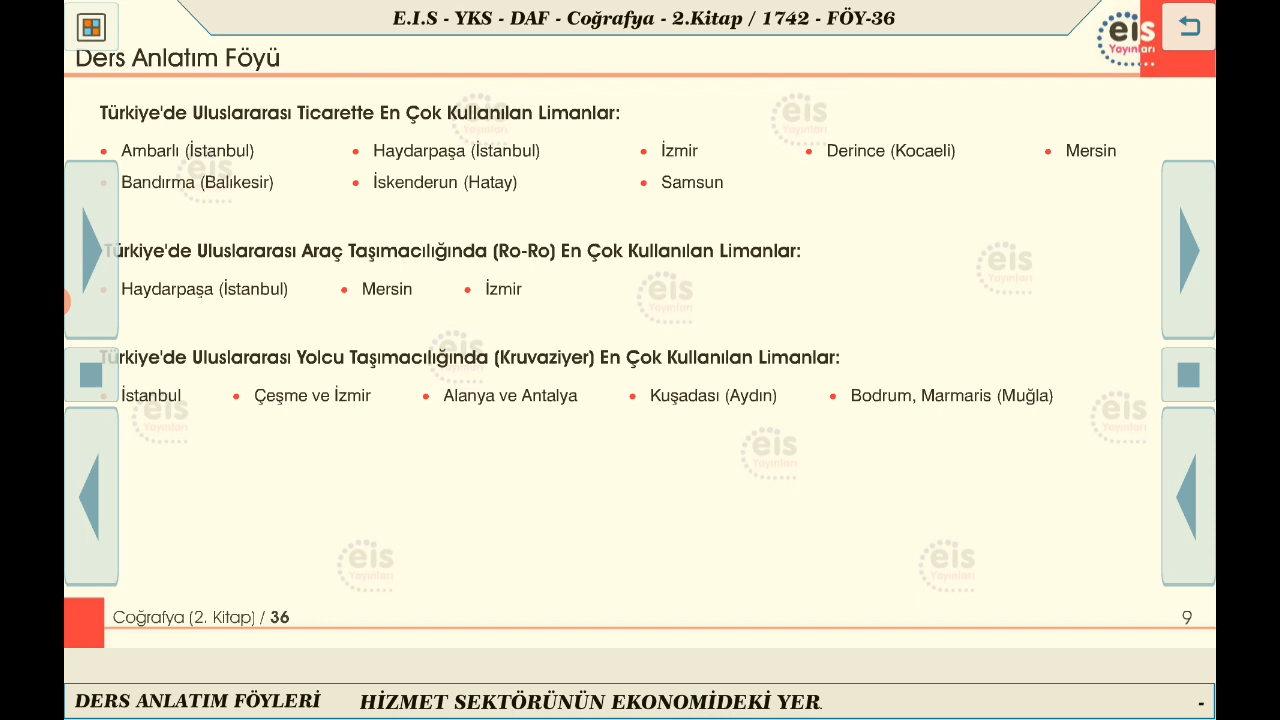 E.I.S - YKS - DAF - Coğrafya - 2.Kitap / 1742 - FÖY-36
eis
Yayınları
Ders Anlatım Föyü
Türkiye'de Uluslararası Ticarette En Çok Kullanılan Limanlar:
• Ambarlı (İstanbul) • Haydarpaşa (İstanbul) • İzmir • Derince (Kocaeli) • Mersin
• Bandırma (Balıkesir) • İskenderun (Hatay) • Samsun
Türkiye'de Uluslararası Araç Taşımacılığında (Ro-Ro) En Çok Kullanılan Limanlar:
• Haydarpaşa (İstanbul) • Mersin • İzmir
Türkiye'de Uluslararası Yolcu Taşımacılığında (Kruvaziyer) En Çok Kullanılan Limanlar:
• İstanbul • Çeşme ve İzmir • Alanya ve Antalya • Kuşadası (Aydın) • Bodrum, Marmaris (Muğla)
Coğrafya (2. Kitap) / 36 9
DERS ANLATIM FÖYLERİ HİZMET SEKTÖRÜNÜN EKONOMİDEKİ YER -